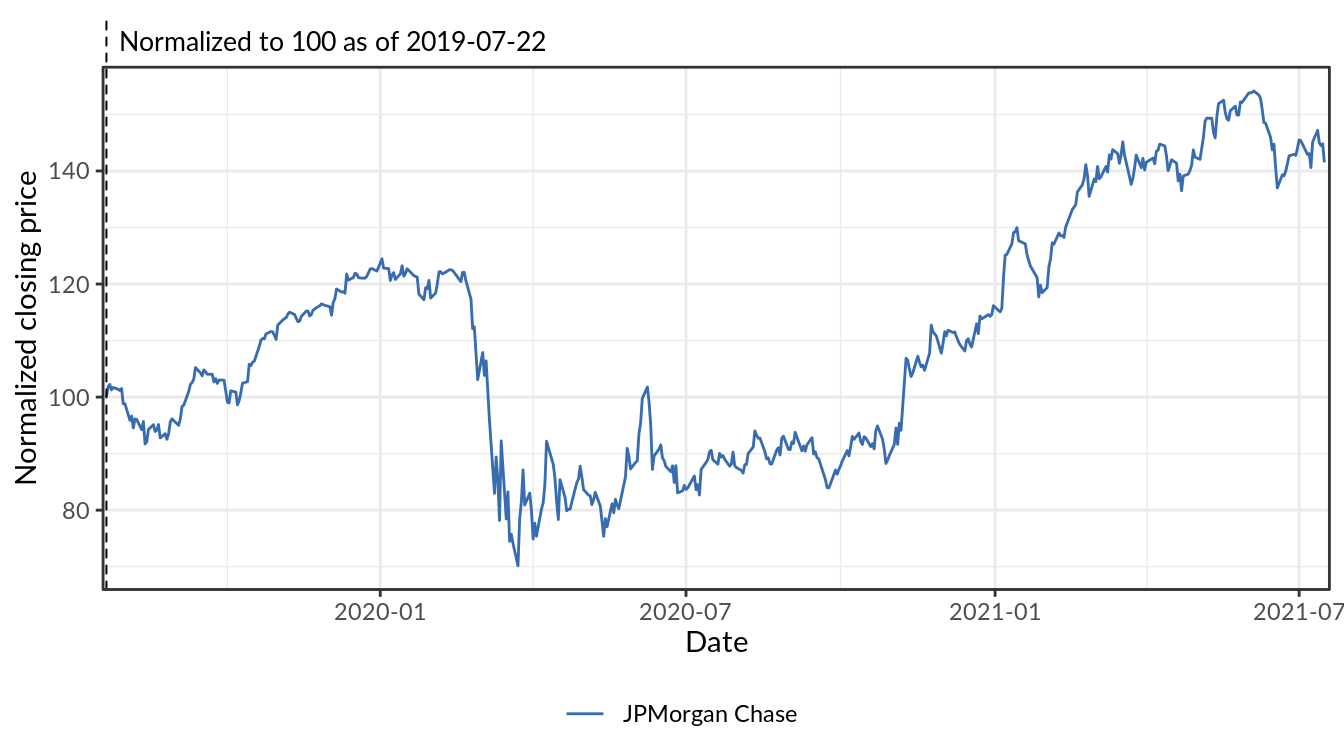 Normalized to 100 as of 2019-07-22
Normalized closing price
140
120
100
80
2020-01
2020-07
2021-01
2021-07
Date
JPMorgan Chase